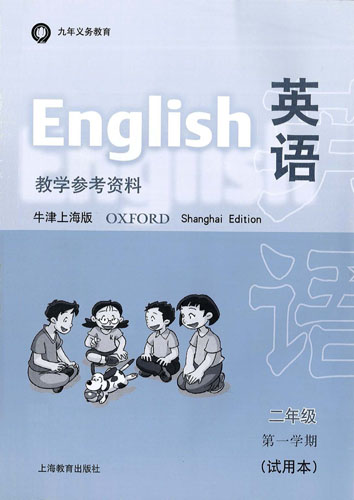 九年义务教育
English
英语
教学参考资料
牛津上海版 OXFORD Shanghai Edition
二年级
第一学期
(试用本)
上海教育出版社